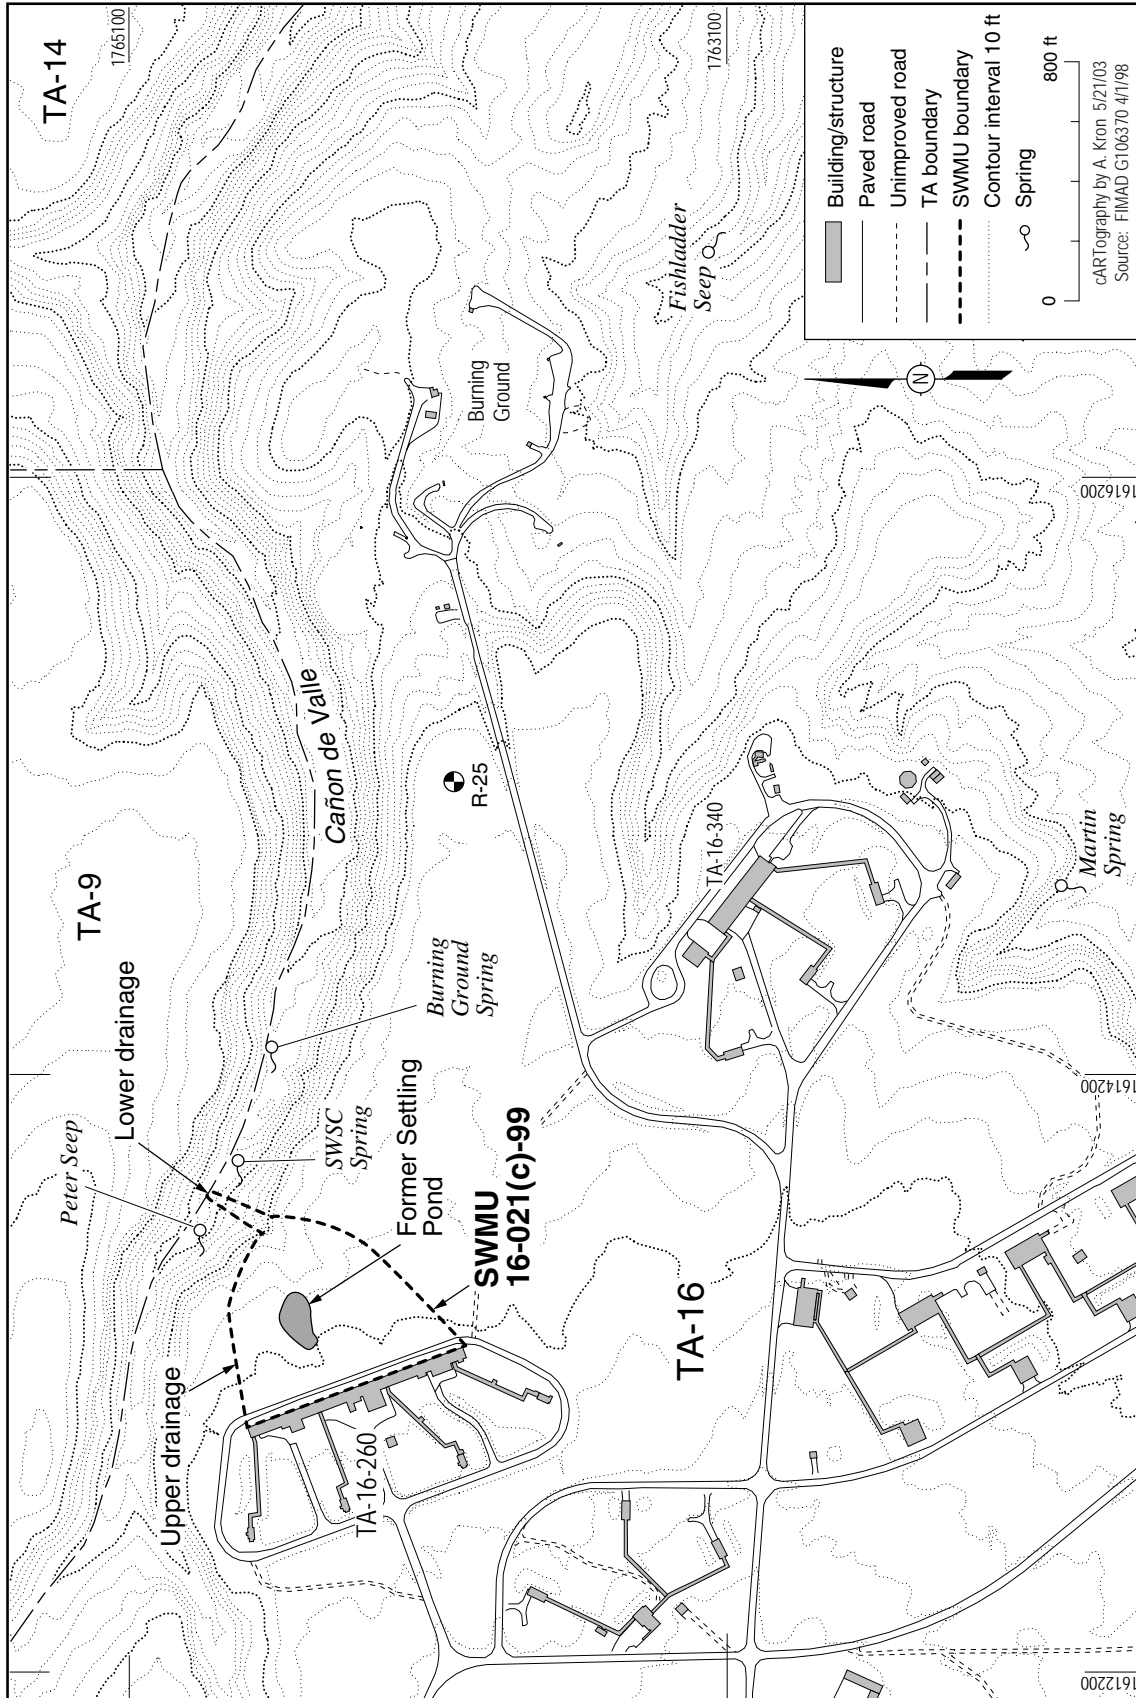 TA-14
1765100
1763100
TA-9
Cañon de Valle
Lower drainage
Peter Seep
SWSC
Spring
Burning
Ground
Spring
Former Settling
Pond
SWMU
16-0221(c)-99
Upper drainage
TA-16-260
TA-16
R-25
TA-16-340
Burning
Ground
Fishladder
Seep
Martin
Spring
1616200
1614200
1612200
N
Building/structure
Paved road
Unimproved road
TA boundary
SWMU boundary
Contour interval 10 ft
Spring
0 800 ft
cARTography by A. Kron 5/21/03
Source: FIMAD G106370 4/1/98